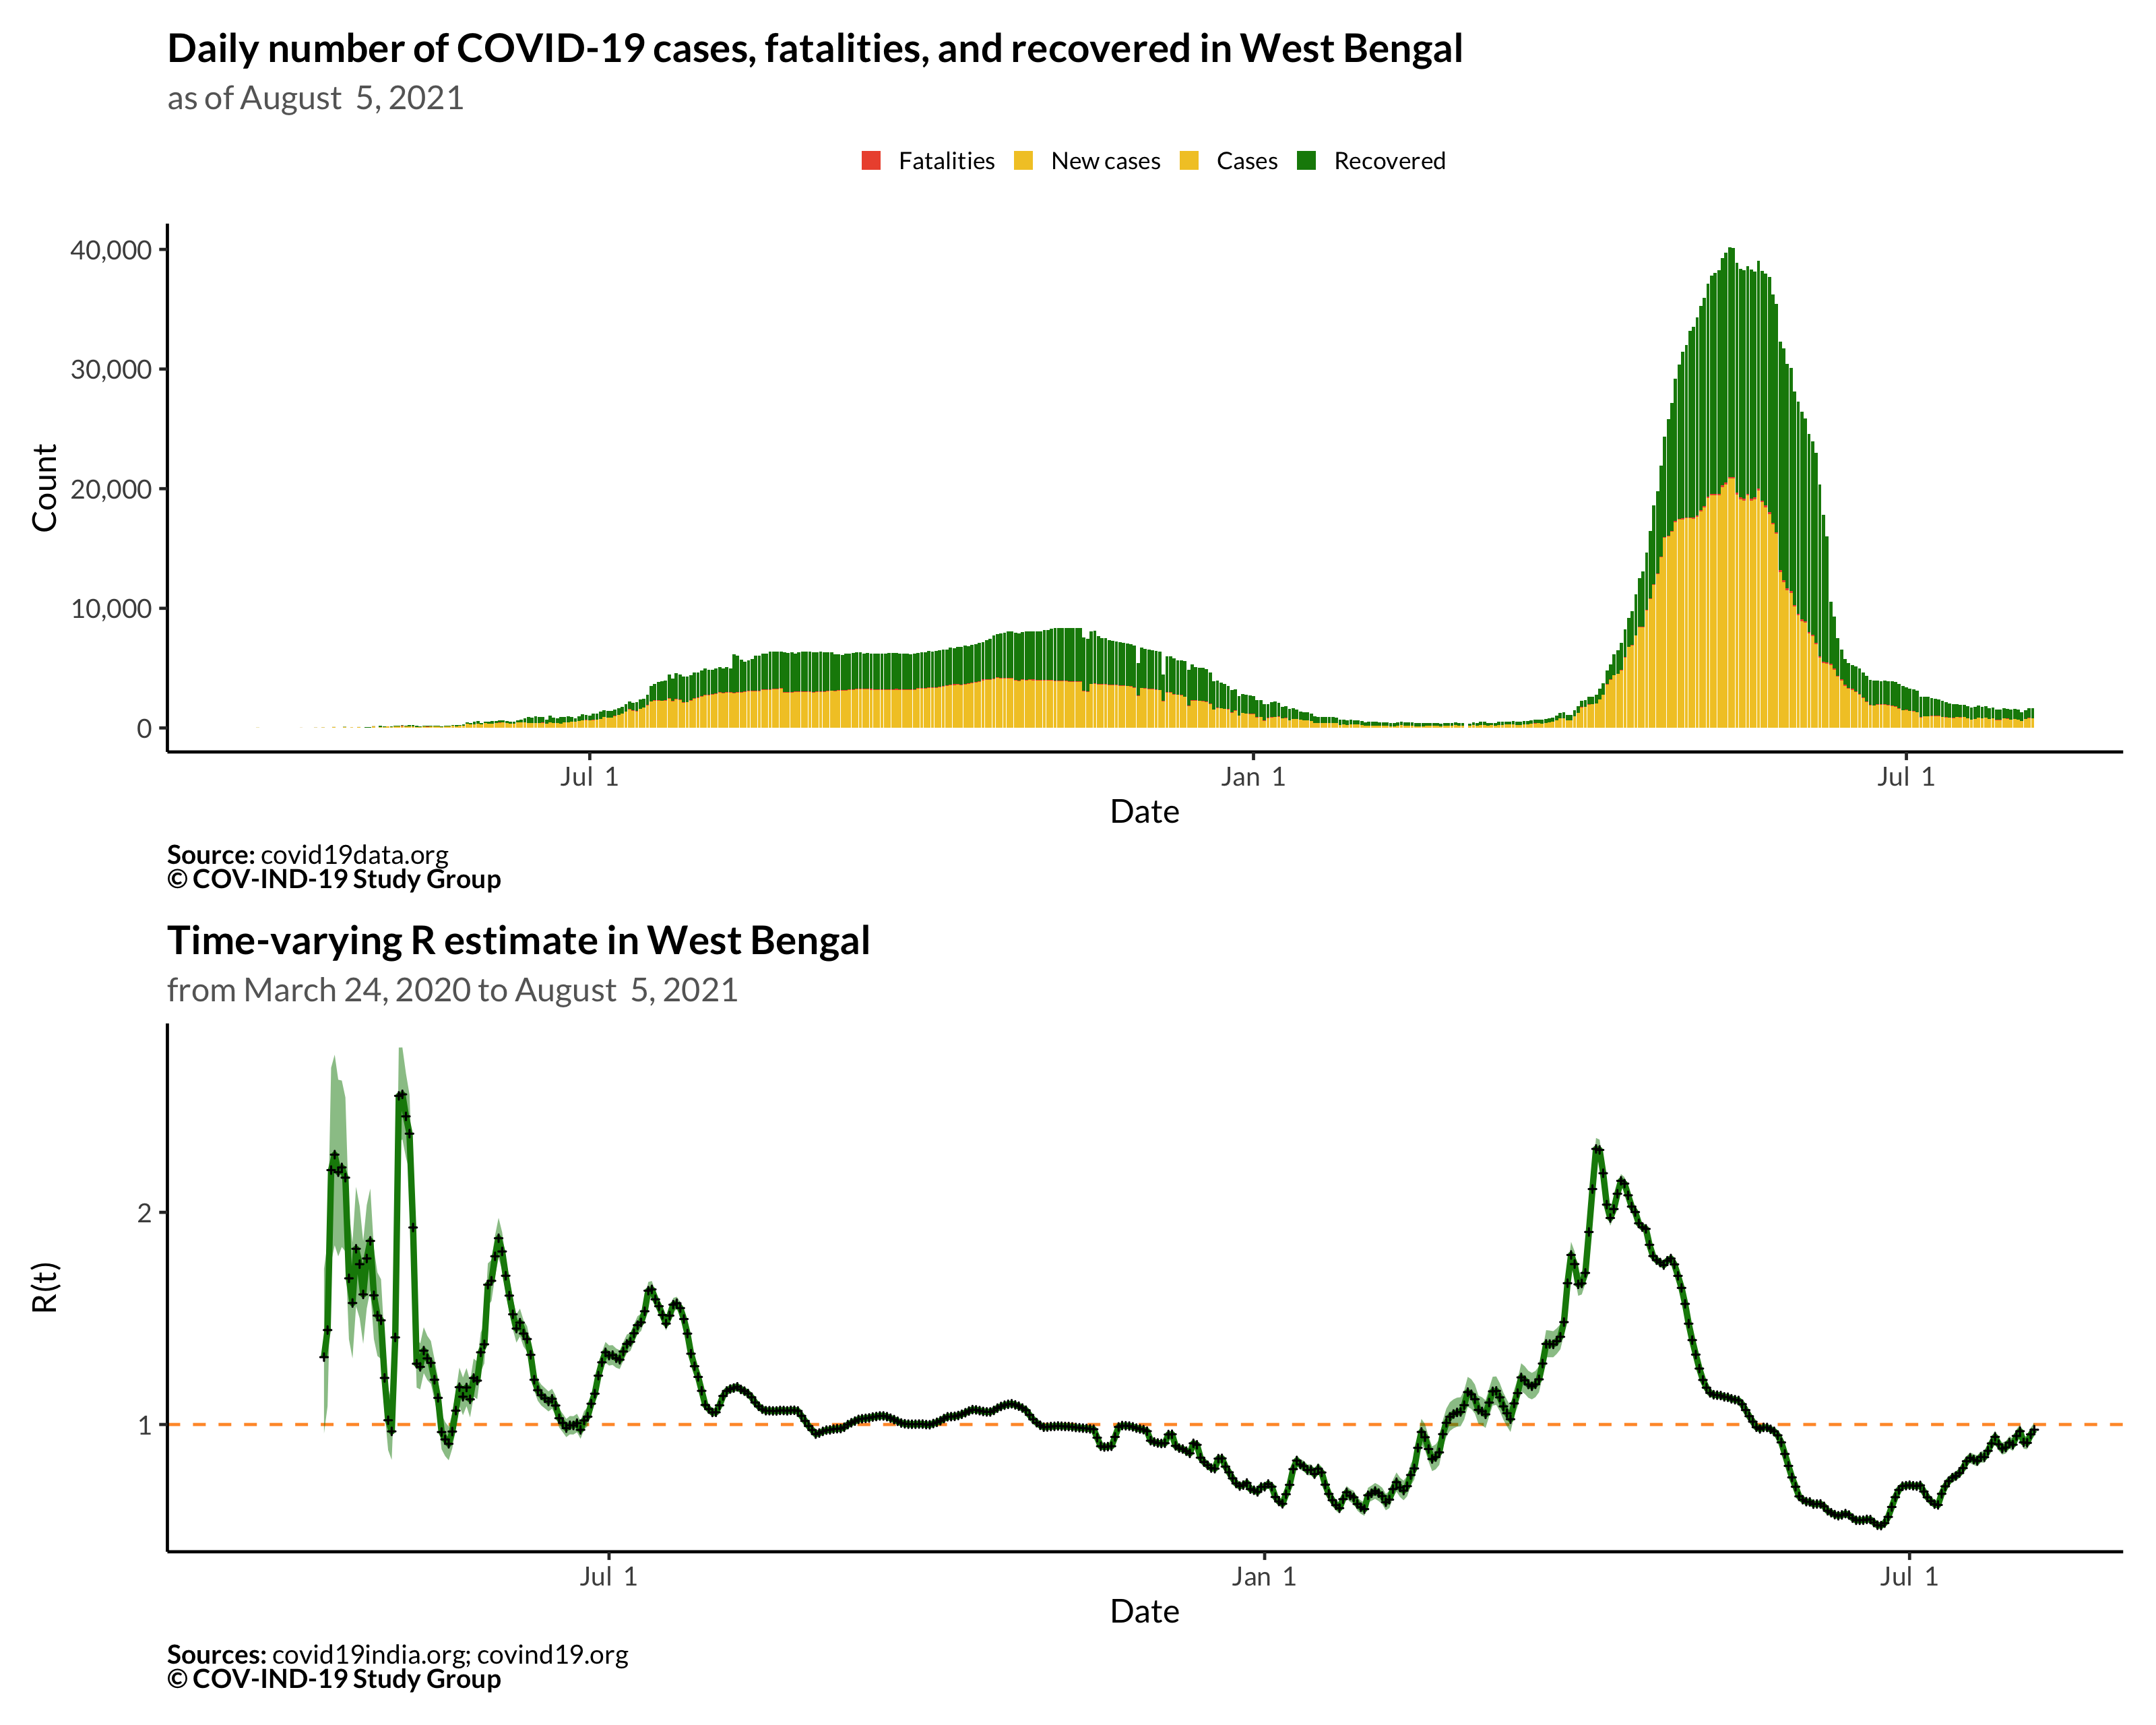 Daily number of COVID-19 cases, fatalities, and recovered in West Bengal
as of August  5, 2021
Fatalities New cases Cases Recovered
40,000
30,000
20,000
10,000
0
Count
Jul  1 Jan  1 Jul  1
Date
Source: covid19data.org
© COV-IND-19 Study Group
Time-varying R estimate in West Bengal
from March 24, 2020 to August  5, 2021
2
1
R(t)
Jul  1 Jan  1 Jul  1
Date
Sources: covid19india.org; covind19.org
© COV-IND-19 Study Group